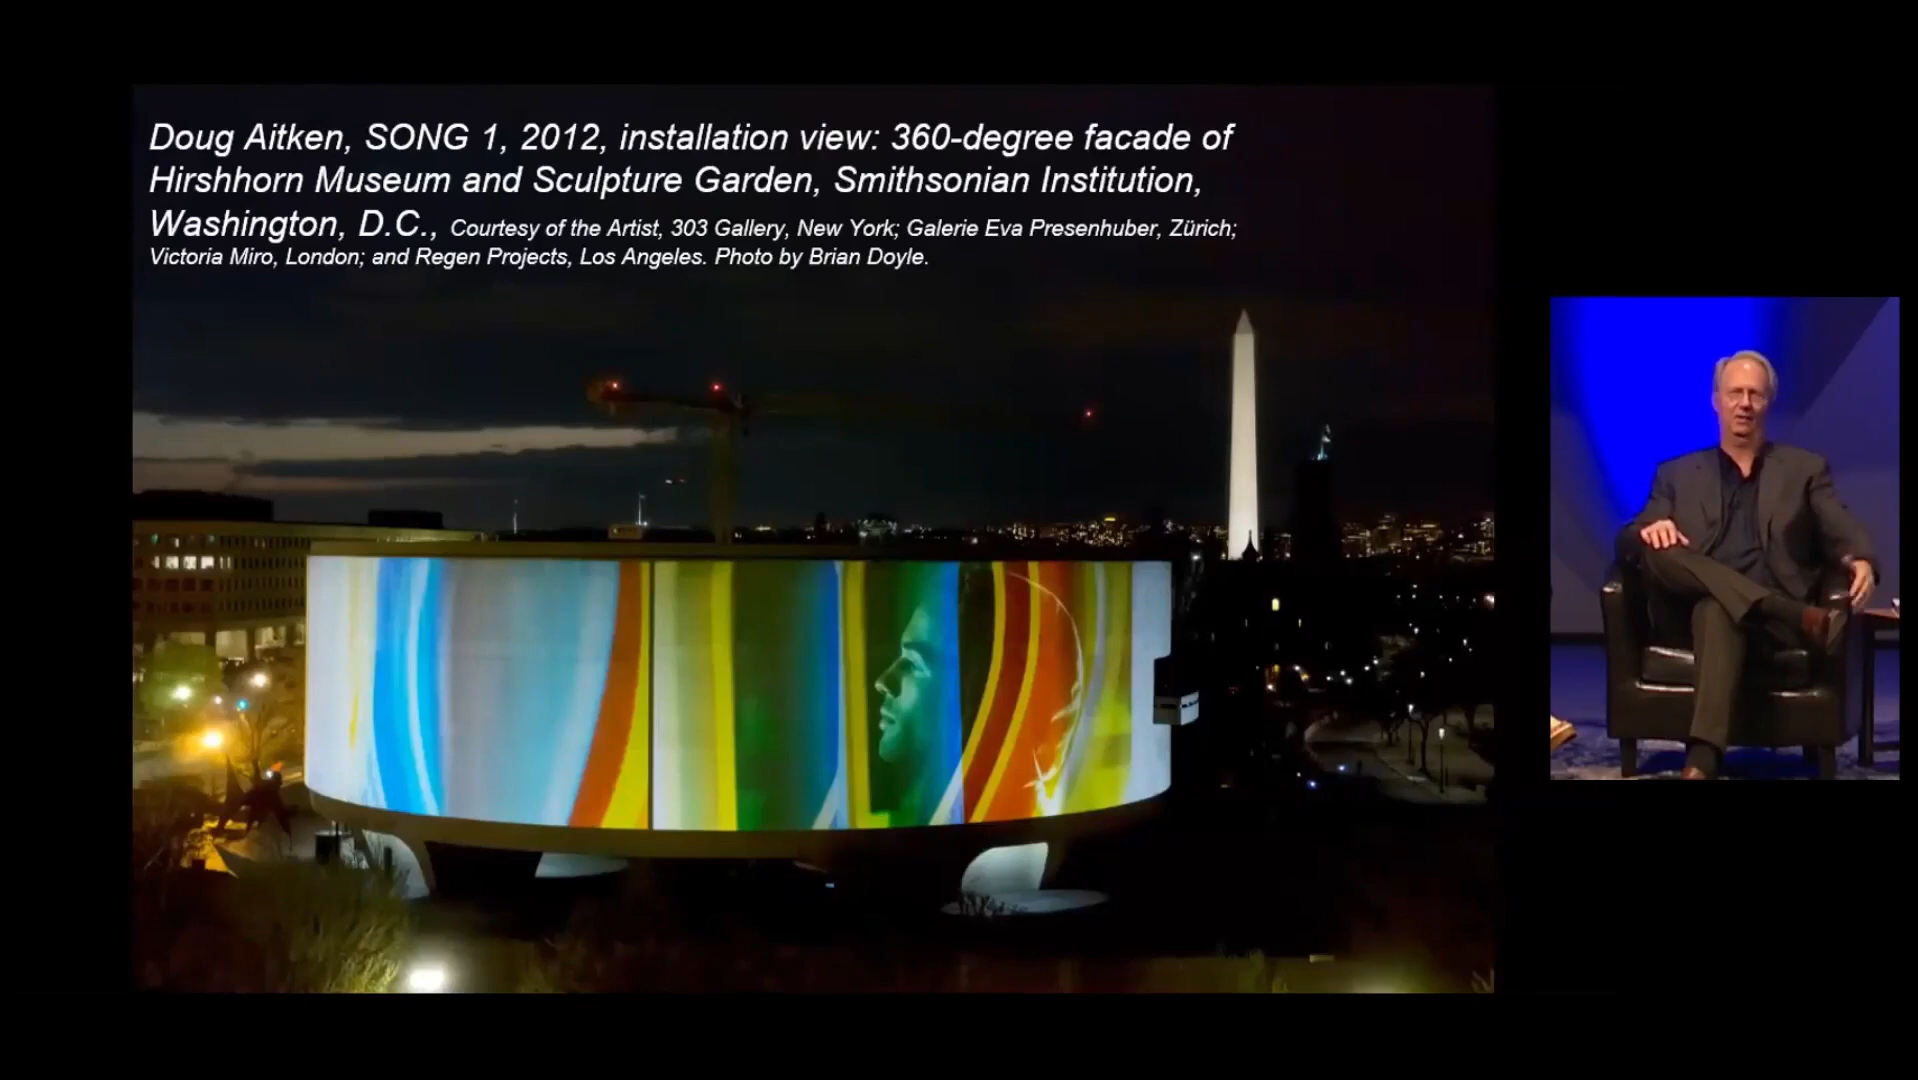 Doug Aitken, SONG 1, 2012, installation view: 360-degree facade of
Hirshhorn Museum and Sculpture Garden, Smithsonian Institution,
Washington, D.C., Courtesy of the Artist, 303 Gallery, New York; Galerie Eva Presenhuber, Zürich;
Victoria Miro, London; and Regen Projects, Los Angeles. Photo by Brian Doyle.